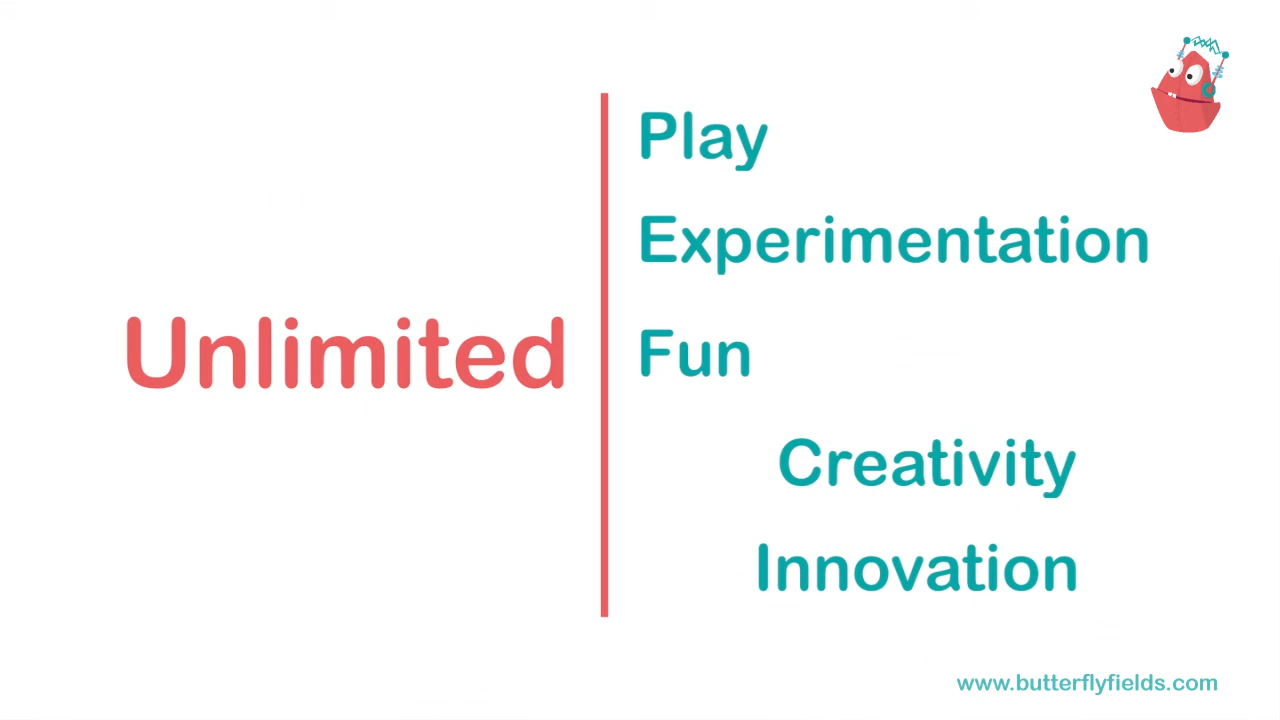 Unlimited
Play
Experimentation
Fun
Creativity
Innovation
www.butterflyfields.com